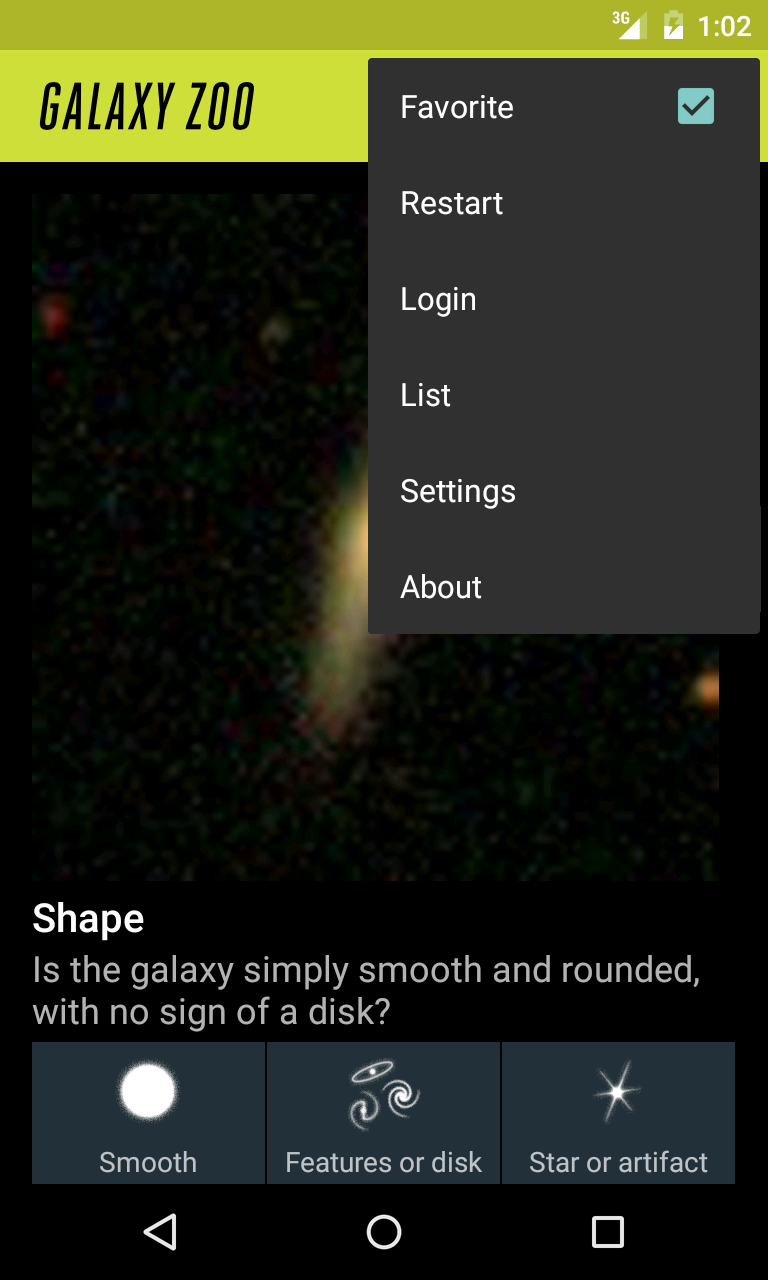 3G
1:02
GALAXY ZOO
Favorite
Restart
Login
List
Settings
About
Shape
Is the galaxy simply smooth and rounded,
with no sign of a disk?
Smooth
Features or disk
Star or artifact